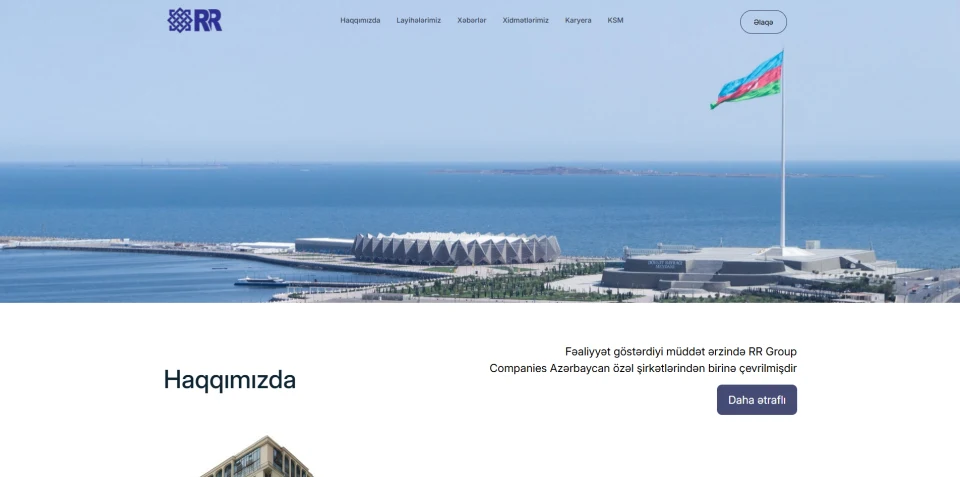 RR
Haqqımızda
Layihələrimiz
Xəbərlər
Xidmətlərimiz
Karyera
KSM
Əlaqə
Haqqımızda
Fəaliyyət göstərdiyi müddət ərzində RR Group
Companies Azərbaycan özəl şirkətlərindən birinə çevrilmişdir
Daha ətraflı